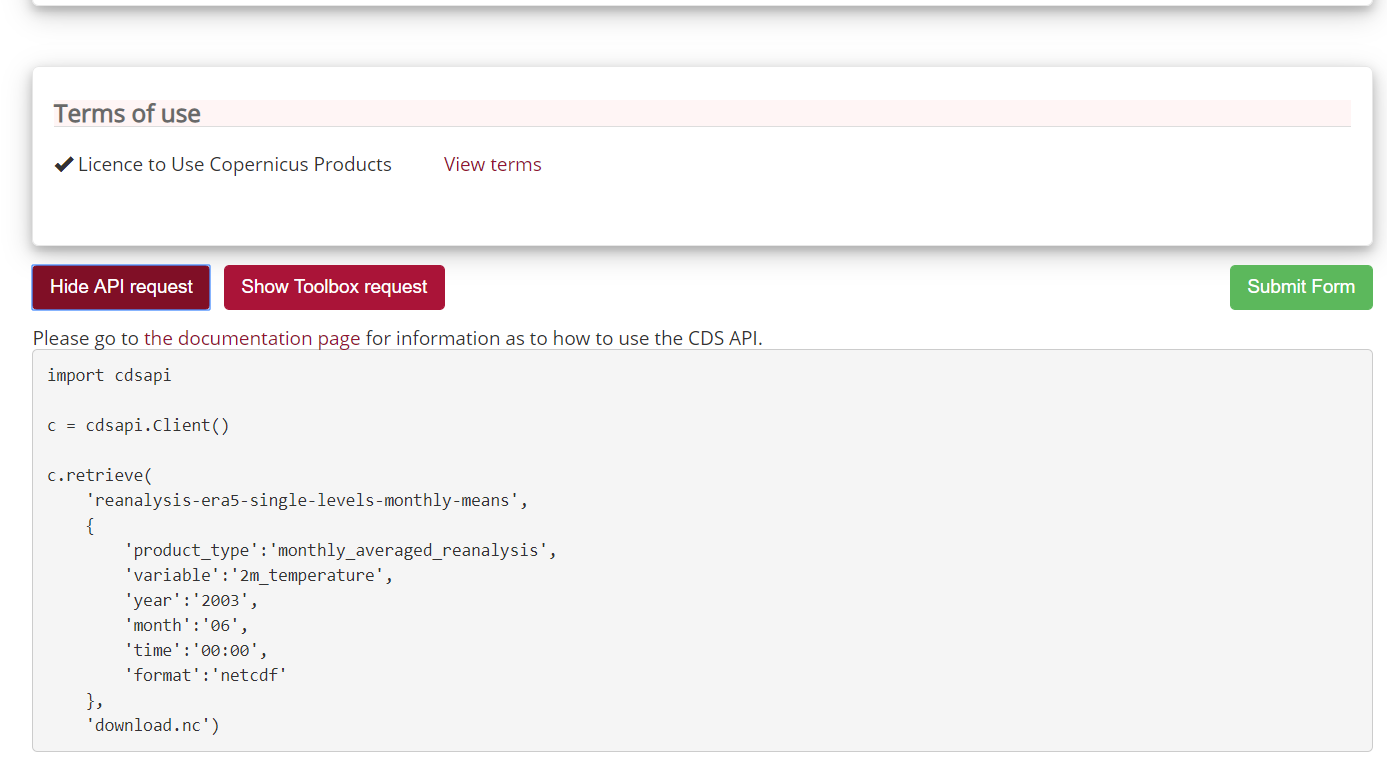 Terms of use
Licence to Use Copernicus Products View terms
Hide API request Show Toolbox request Submit Form
Please go to the documentation page for information as to how to use the CDS API.
import cdsapi
c = cdsapi.Client()
c.retrieve(
    'reanalysis-era5-single-levels-monthly-means',
    {
        'product_type':'monthly_averaged_reanalysis',
        'variable':'2m_temperature',
        'year':'2003',
        'month':'06',
        'time':'00:00',
        'format':'netcdf'
    },
    'download.nc')